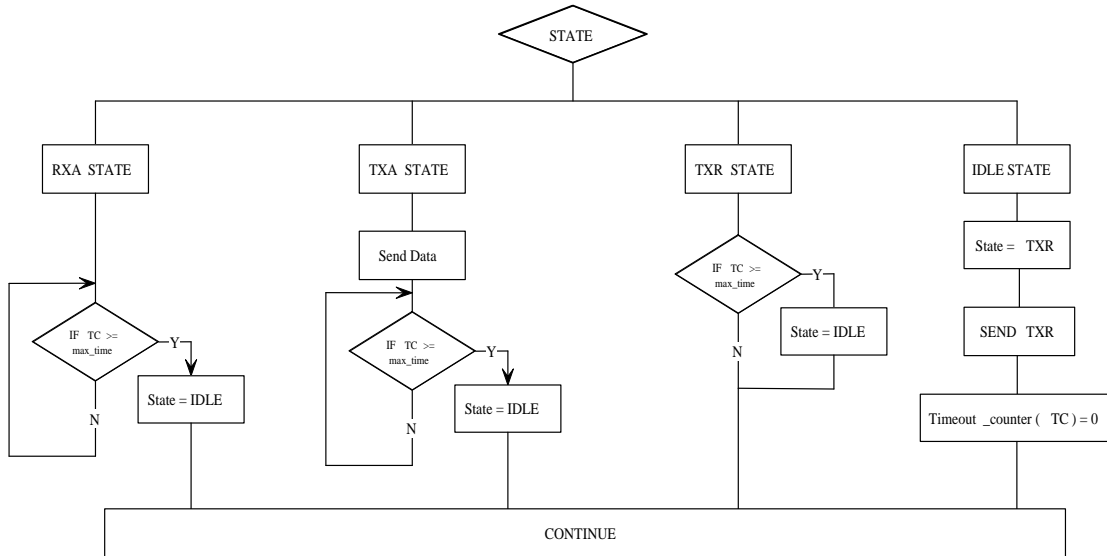 STATE
RXA STATE
TXA STATE
TXR STATE
IDLE STATE
Send Data
State = TXR
IF TC >=
max_time
Y
N
State = IDLE
IF TC >=
max_time
Y
N
State = IDLE
IF TC >=
max_time
Y
N
State = IDLE
SEND TXR
Timeout _counter ( TC ) = 0
CONTINUE